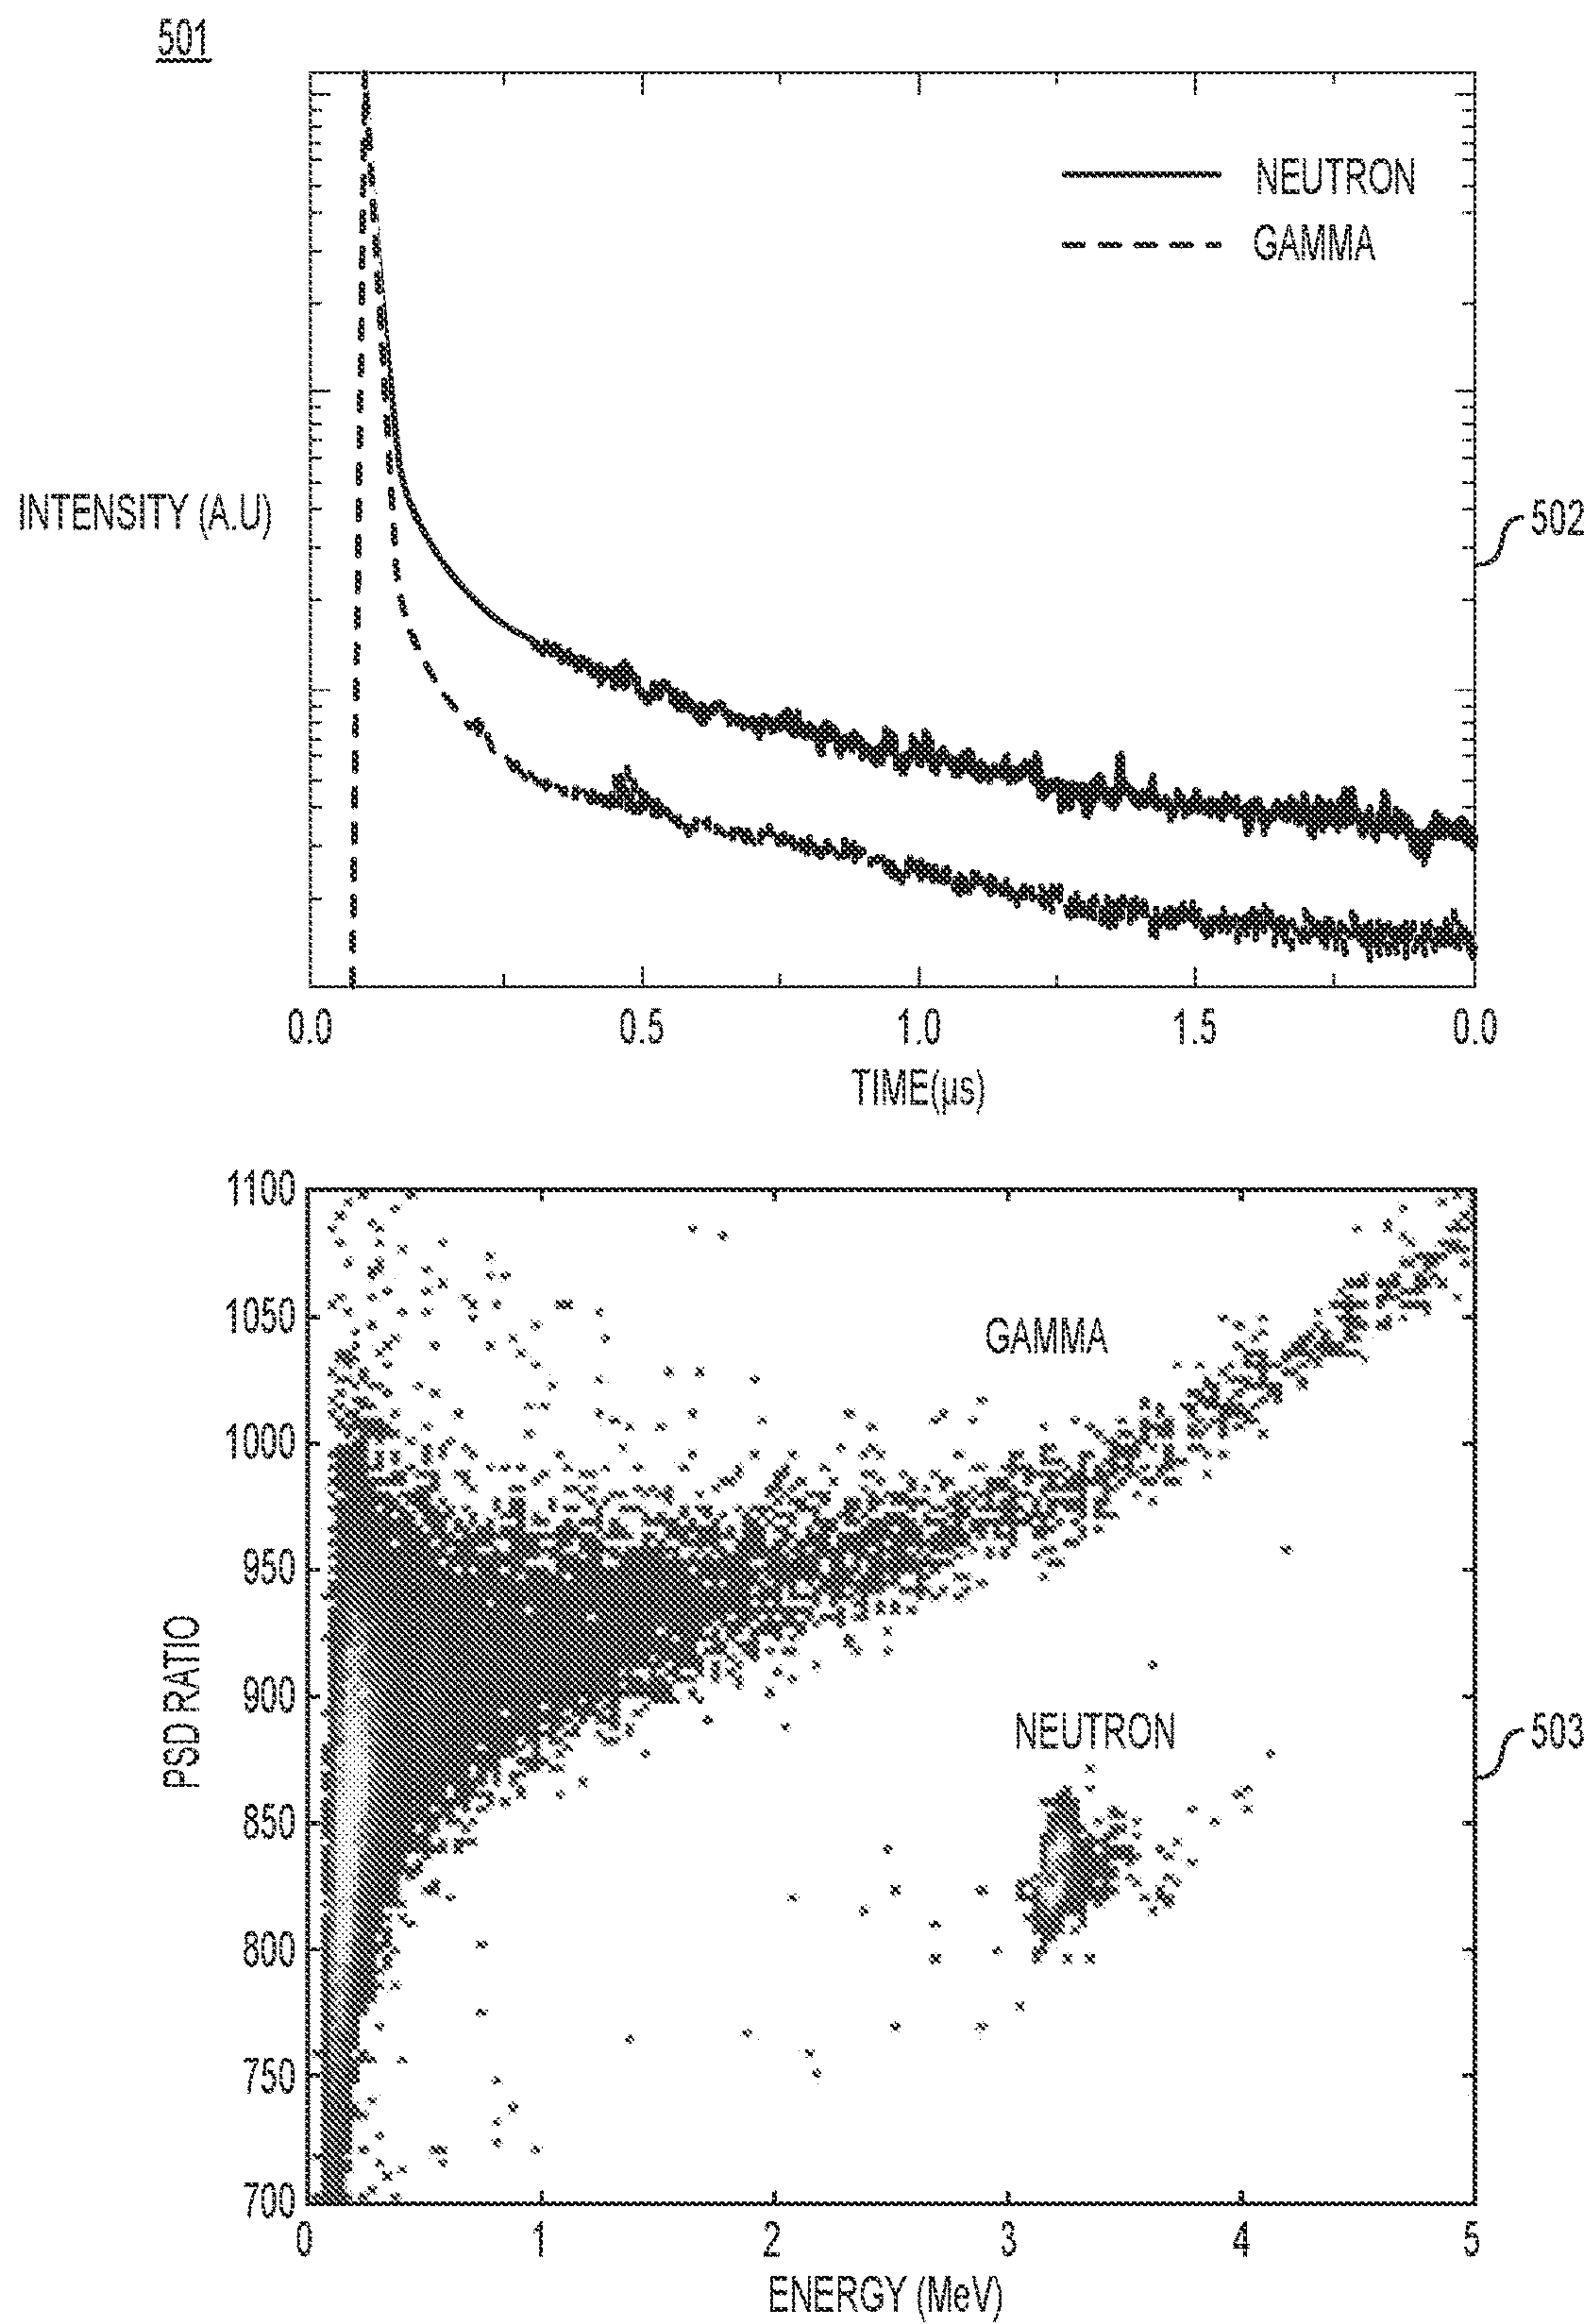 501
NEUTRON
GAMMA
INTENSITY (A.U)
502
0.0 0.5 1.0 1.5 0.0
TIME(µs)
1100
1050
GAMMA
1000
950
PSD RATIO
900
NEUTRON
503
850
800
750
700
0 1 2 3 4 5
ENERGY (MeV)